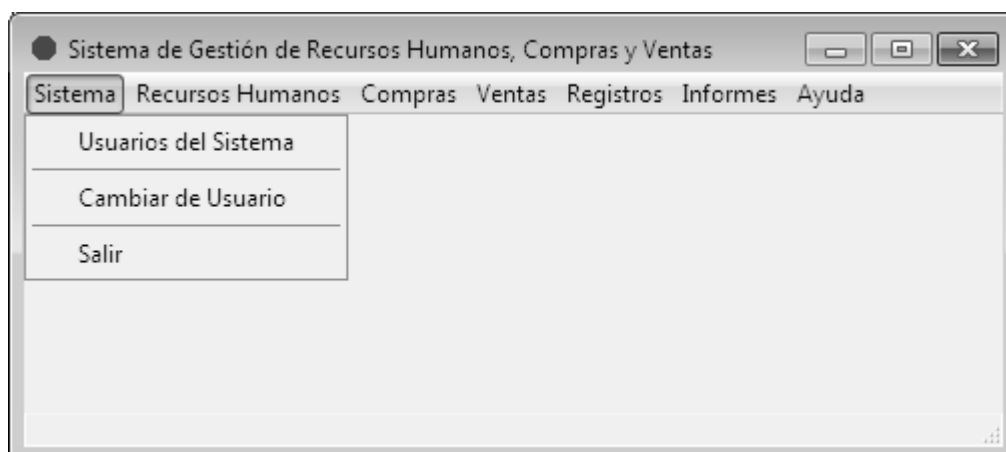 Sistema de Gestión de Recursos Humanos, Compras y Ventas
Sistema Recursos Humanos Compras Ventas Registros Informes Ayuda
Usuarios del Sistema
Cambiar de Usuario
Salir